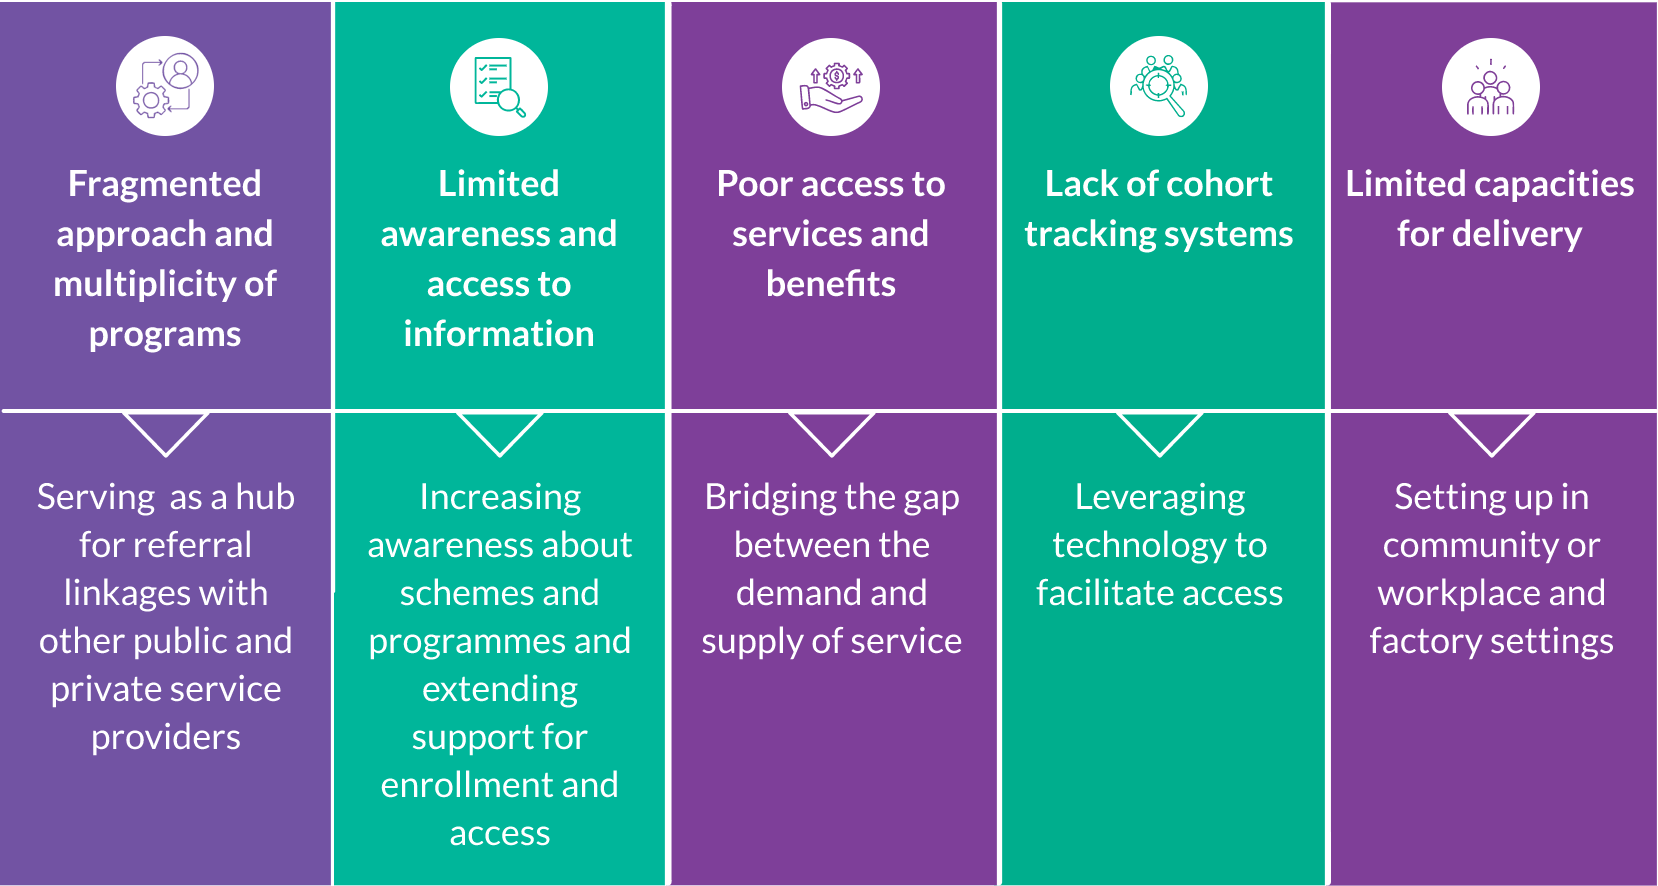 Fragmented
approach and
multiplicity of
programs
Limited
awareness and
access to
information
Poor access to
services and
benefits
Lack of cohort
tracking systems
Limited capacities
for delivery
Serving as a hub
for referral
linkages with
other public and
private service
providers
Increasing
awareness about
schemes and
programmes and
extending
support for
enrollment and
access
Bridging the gap
between the
demand and
supply of service
Leveraging
technology to
facilitate access
Setting up in
community or
workplace and
factory settings